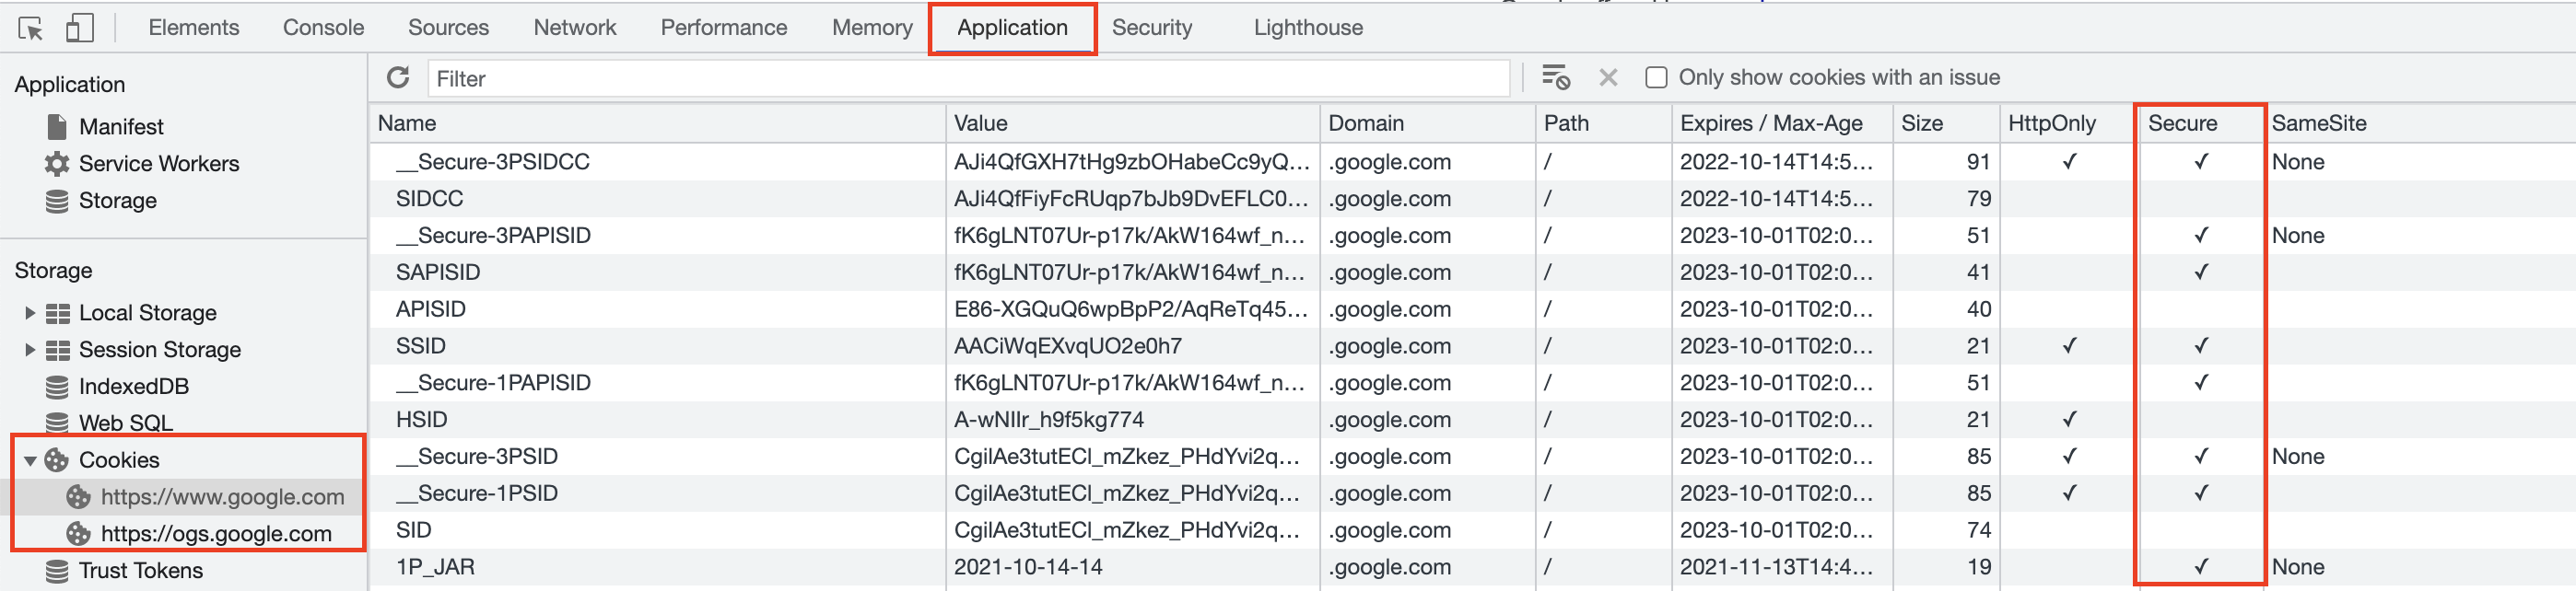 Elements Console Sources Network Performance Memory Application Security Lighthouse
Application
Manifest
Service Workers
Storage
Storage
Local Storage
Session Storage
IndexedDB
Web SQL
Cookies
https://www.google.com
https://ogs.google.com
Trust Tokens
Filter Only show cookies with an issue
Name Value Domain Path Expires / Max-Age Size HttpOnly Secure SameSite
__Secure-3PSIDCC AJi4QfGXH7tHg9zbOHabeCc9yQ... .google.com / 2022-10-14T14:5... 91 ✓ ✓ None
SIDCC AJi4QfFiyFcRUqp7bJb9DvEFLC0... .google.com / 2022-10-14T14:5... 79
__Secure-3PAPISID fK6gLNT07Ur-p17k/AkW164wf_n... .google.com / 2023-10-01T02:0... 51 ✓ None
SAPISID fK6gLNT07Ur-p17k/AkW164wf_n... .google.com / 2023-10-01T02:0... 41 ✓
APISID E86-XGQuQ6wpBpP2/AqReTq45... .google.com / 2023-10-01T02:0... 40
SSID AACiWqEXvqUO2e0h7 .google.com / 2023-10-01T02:0... 21 ✓ ✓
__Secure-1PAPISID fK6gLNT07Ur-p17k/AkW164wf_n... .google.com / 2023-10-01T02:0... 51 ✓
HSID A-wNIIr_h9f5kg774 .google.com / 2023-10-01T02:0... 21 ✓
__Secure-3PSID CgilAe3tutECl_mZkez_PHdYvi2q... .google.com / 2023-10-01T02:0... 85 ✓ ✓ None
__Secure-1PSID CgilAe3tutECl_mZkez_PHdYvi2q... .google.com / 2023-10-01T02:0... 85 ✓ ✓
SID CgilAe3tutECl_mZkez_PHdYvi2q... .google.com / 2023-10-01T02:0... 74
1P_JAR 2021-10-14-14 .google.com / 2021-11-13T14:4... 19 ✓ None